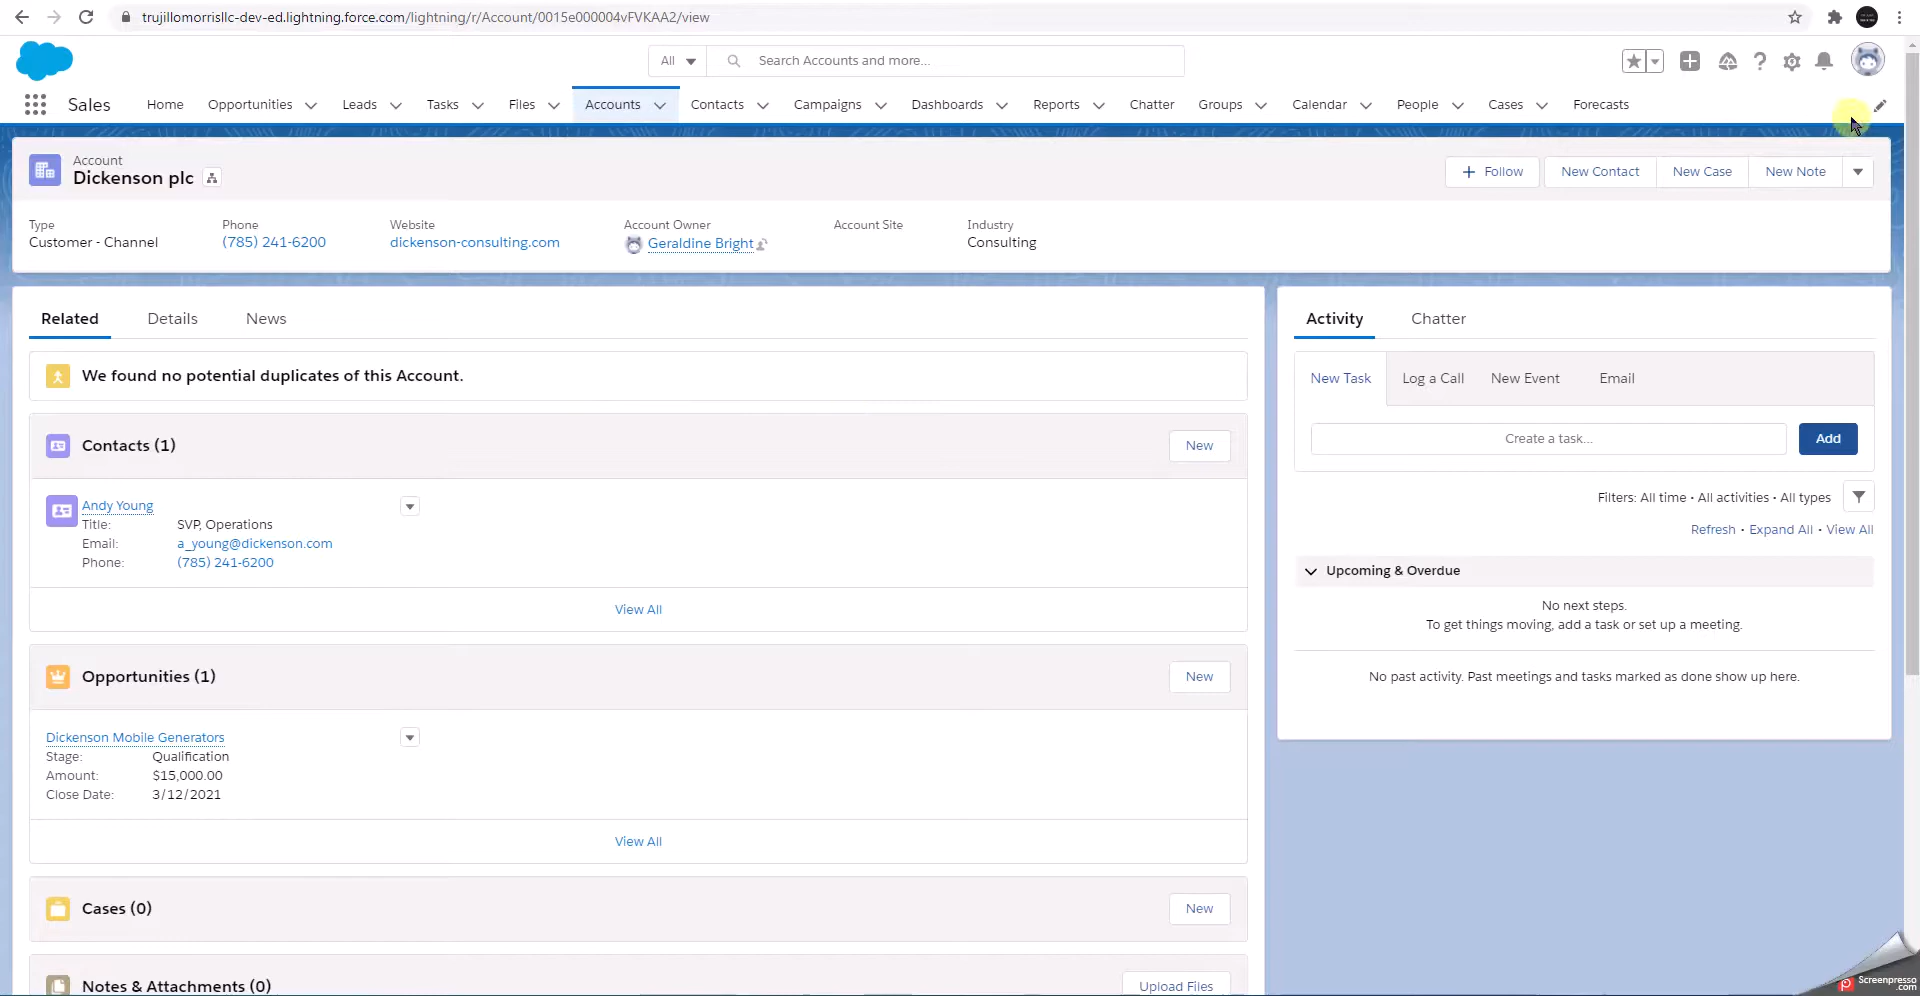 trujillomorrisllc-dev-ed.lightning.force.com/lightning/r/Account/0015e000004vFVKAA2/view
All Search Accounts and more...
Sales Home Opportunities Leads Tasks Files Accounts Contacts Campaigns Dashboards Reports Chatter Groups Calendar People Cases Forecasts
Account
Dickenson plc
+ Follow New Contact New Case New Note
Type Phone Website Account Owner Account Site Industry
Customer - Channel (785) 241-6200 dickenson-consulting.com Geraldine Bright Consulting
Related Details News
We found no potential duplicates of this Account.
Contacts (1) New
Andy Young
Title: SVP, Operations
Email: a_young@dickenson.com
Phone: (785) 241-6200
View All
Opportunities (1) New
Dickenson Mobile Generators
Stage: Qualification
Amount: $15,000.00
Close Date: 3/12/2021
View All
Cases (0) New
Notes & Attachments (0) Upload Files
Activity Chatter
New Task Log a Call New Event Email
Create a task... Add
Filters: All time • All activities • All types
Refresh • Expand All • View All
Upcoming & Overdue
No next steps.
To get things moving, add a task or set up a meeting.
No past activity. Past meetings and tasks marked as done show up here.
Screenpresso
.com